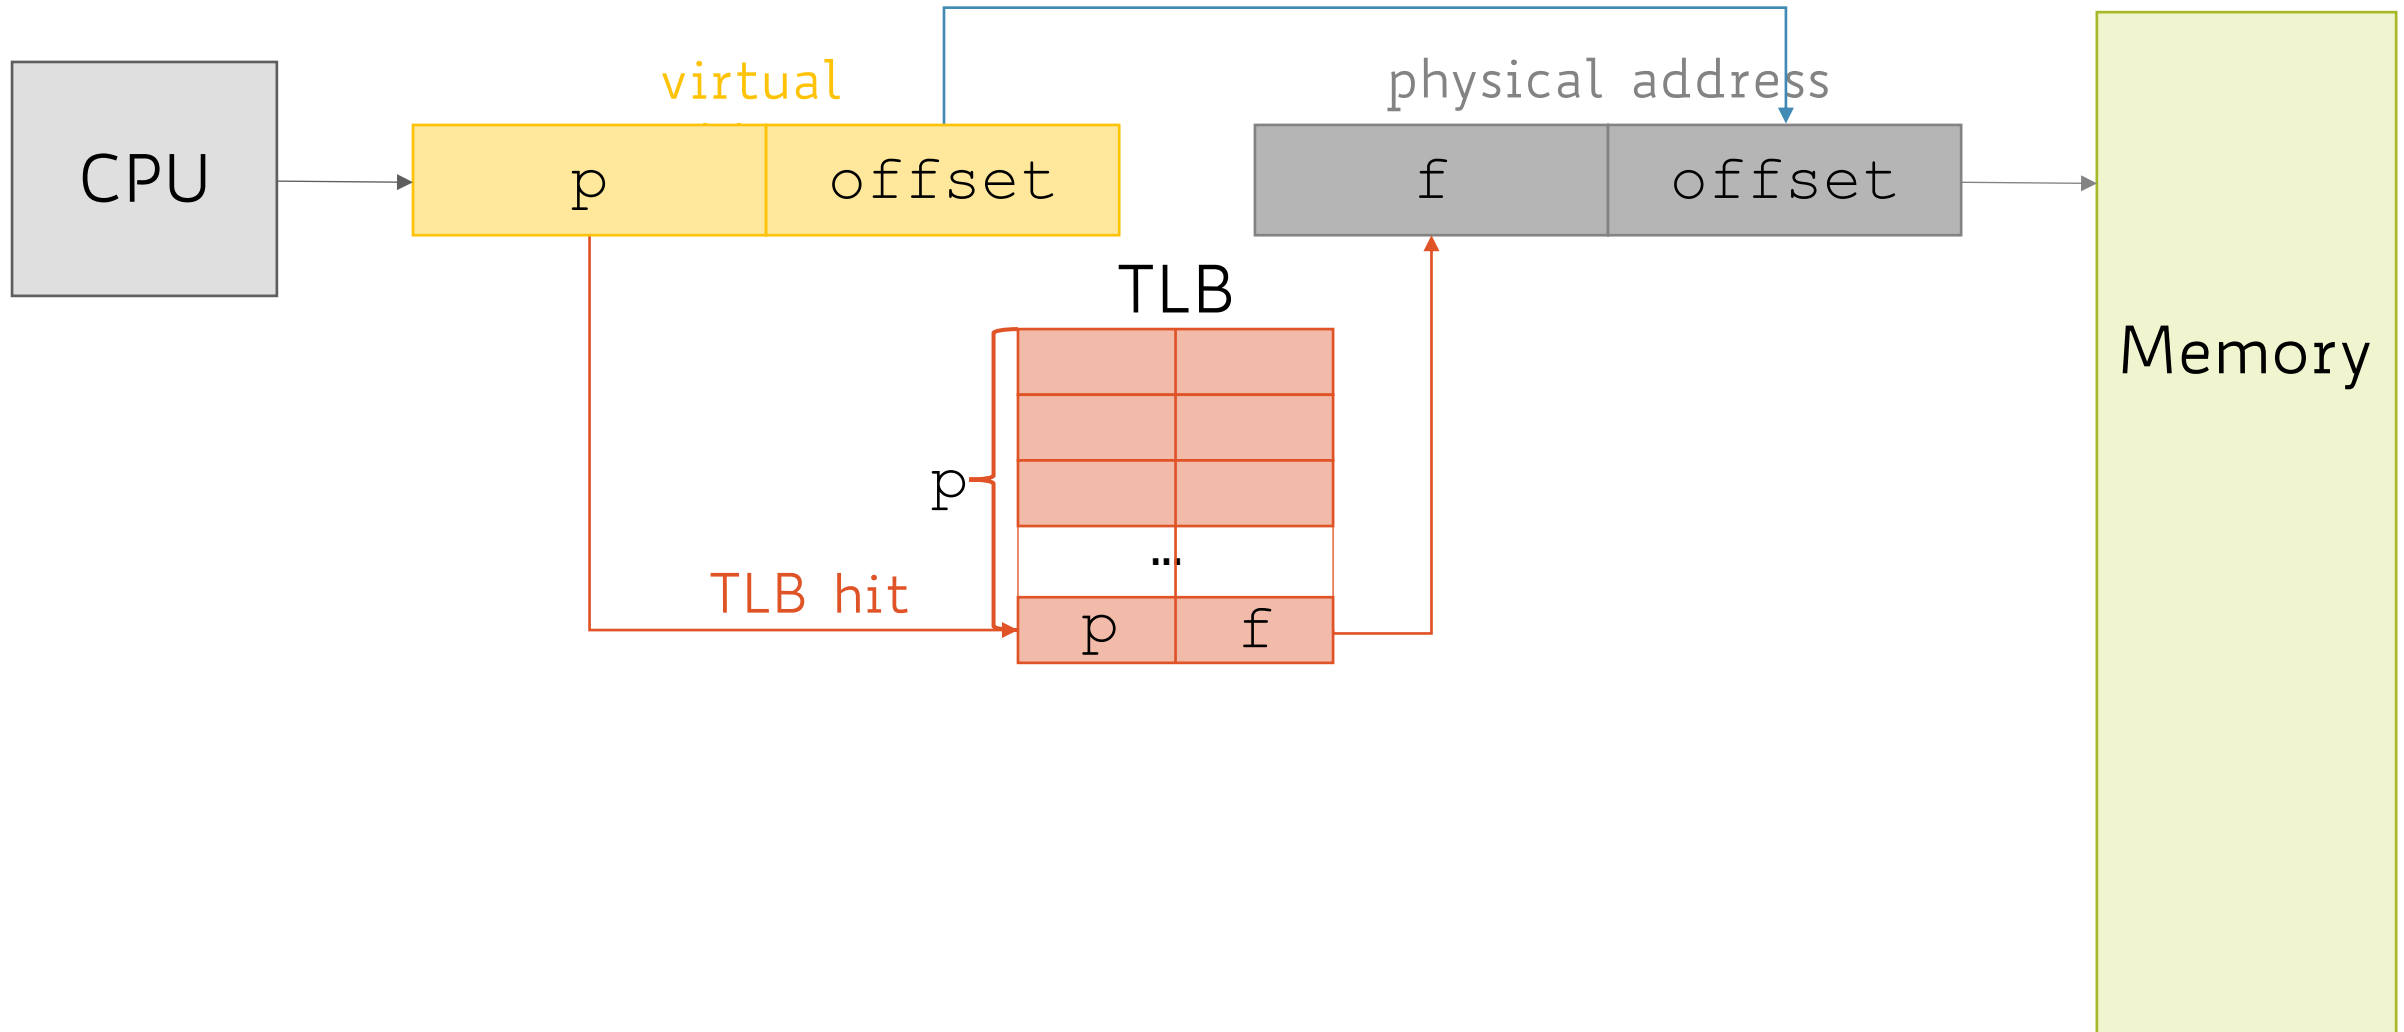 virtual
physical address
CPU
p
offset
f
offset
TLB
Memory
p
...
TLB hit
p
f